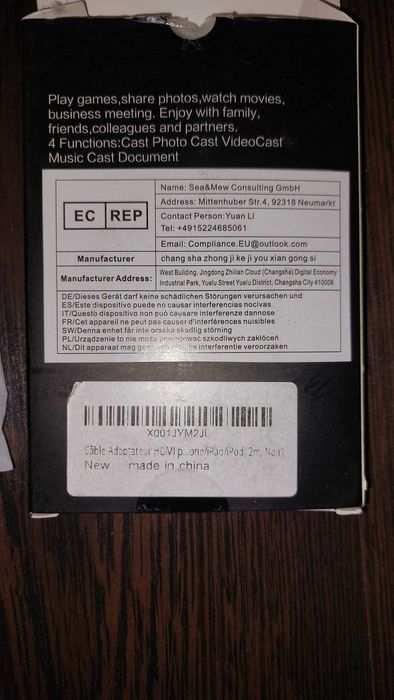 Play games,share photos,watch movies,
business meeting. Enjoy with family,
friends,colleagues and partners.
4 Functions:Cast Photo Cast VideoCast
Music Cast Document
EC REP
Name: Sea&Mew Consulting GmbH
Address: Mittenhuber Str.4, 92318 Neumarkt
Contact Person:Yuan Li
Tel: +4915224685061
Email: Compliance.EU@outlook.com
Manufacturer chang sha zhong ji ke ji you xian gong si
Manufacturer Address: West Building, Jingdong Zhilian Cloud (Changsha) Digital Economy
Industrial Park, Yuelu Street Yuelu District, Changsha City 410006
DE/Dieses Gerät darf keine schädlichen Störungen verursachen und
ES/Este dispositivo puede no causar interferencias nocivas
IT/Questo dispositivo non può causare interferenze dannose
FR/Cet appareil ne peut pas causer d'interférences nuisibles
SW/Denna enhet får inte orsaka skadlig störning
PL/Urządzenie to nie może powodować szkodliwych zakłóceń
NL/Dit apparaat mag interferentie veroorzaken
X001JYM2JL
Câble Adaptateur HDMI p...one/iPad/iPod, 2m, Noir)
New made in china